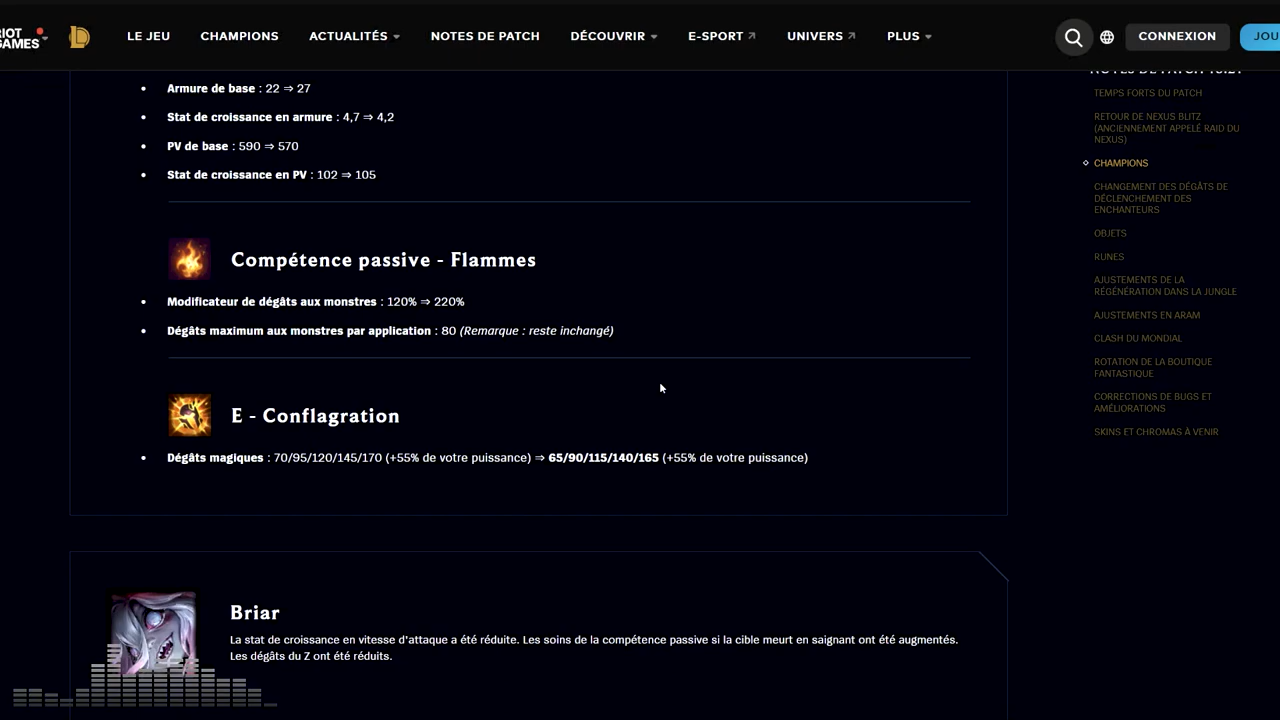 RIOT GAMES
LE JEU
CHAMPIONS
ACTUALITÉS
NOTES DE PATCH
DÉCOUVRIR
E-SPORT
UNIVERS
PLUS
CONNEXION
JOU
Armure de base : 22 ⇒ 27
Stat de croissance en armure : 4,7 ⇒ 4,2
PV de base : 590 ⇒ 570
Stat de croissance en PV : 102 ⇒ 105
Compétence passive - Flammes
Modificateur de dégâts aux monstres : 120% ⇒ 220%
Dégâts maximum aux monstres par application : 80 (Remarque : reste inchangé)
E - Conflagration
Dégâts magiques : 70/95/120/145/170 (+55% de votre puissance) ⇒ 65/90/115/140/165 (+55% de votre puissance)
Briar
La stat de croissance en vitesse d'attaque a été réduite. Les soins de la compétence passive si la cible meurt en saignant ont été augmentés.
Les dégâts du Z ont été réduits.
TEMPS FORTS DU PATCH
RETOUR DE NEXUS BLITZ
(ANCIENNEMENT APPELÉ RAID DU
NEXUS)
CHAMPIONS
CHANGEMENT DES DÉGÂTS DE
DÉCLENCHEMENT DES
ENCHANTEURS
OBJETS
RUNES
AJUSTEMENTS DE LA
RÉGÉNÉRATION DANS LA JUNGLE
AJUSTEMENTS EN ARAM
CLASH DU MONDIAL
ROTATION DE LA BOUTIQUE
FANTASTIQUE
CORRECTIONS DE BUGS ET
AMÉLIORATIONS
SKINS ET CHROMAS À VENIR